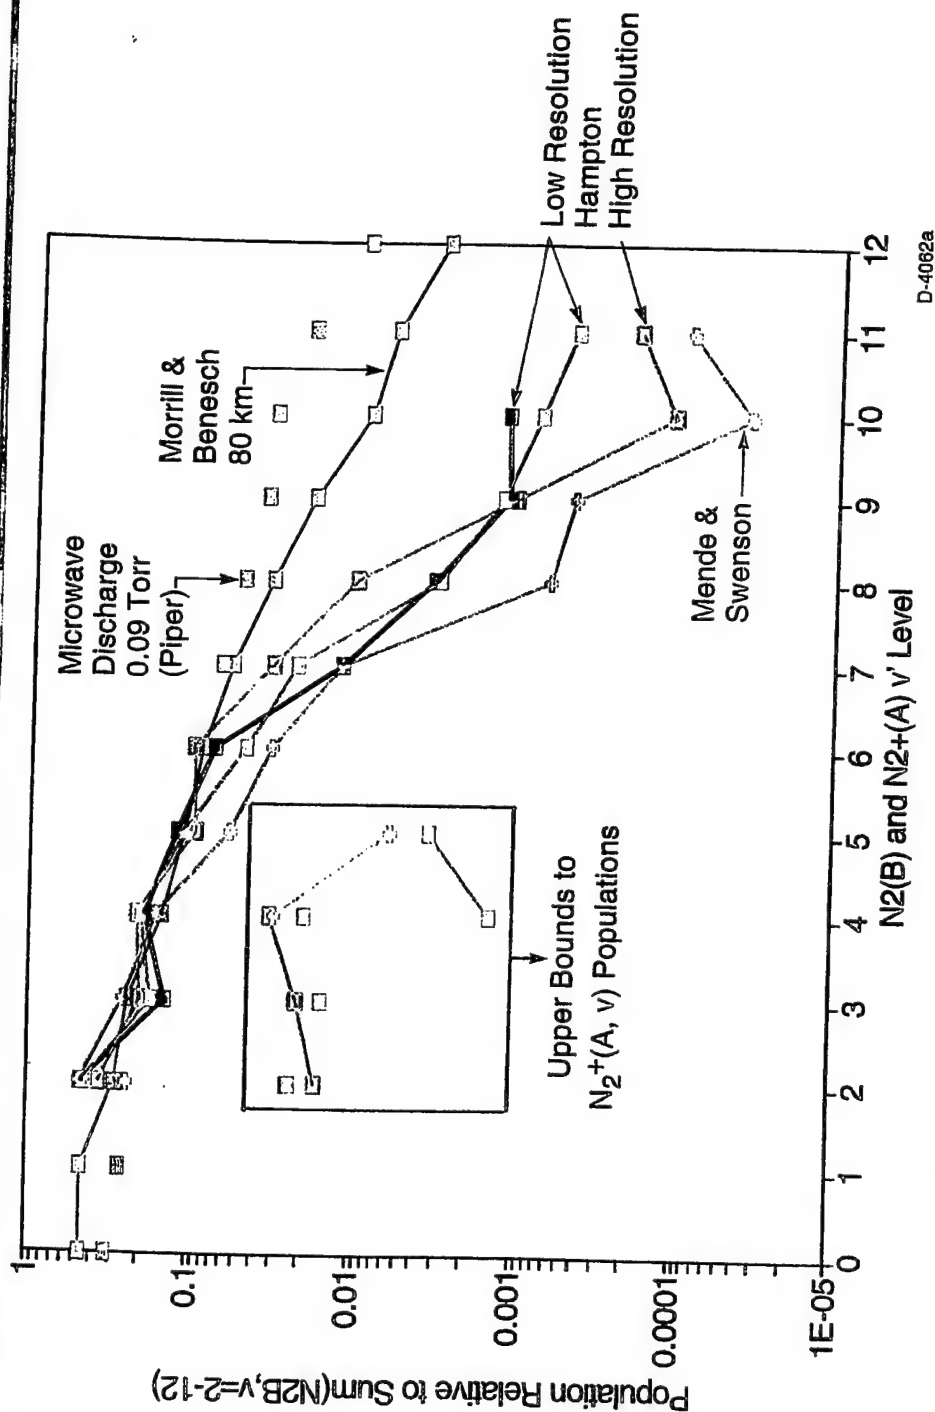 Population Relative to Sum(N2B,v=2-12)
1
0.1
0.01
0.001
0.0001
1E-05
0
1
2
3
4
5
6
7
8
9
10
11
12
N2(B) and N2+(A) v' Level
Microwave
Discharge
0.09 Torr
(Piper)
Morrill &
Benesch
80 km
Low Resolution
Hampton
High Resolution
Mende &
Swenson
Upper Bounds to
N₂⁺(A, v) Populations
D-4062a